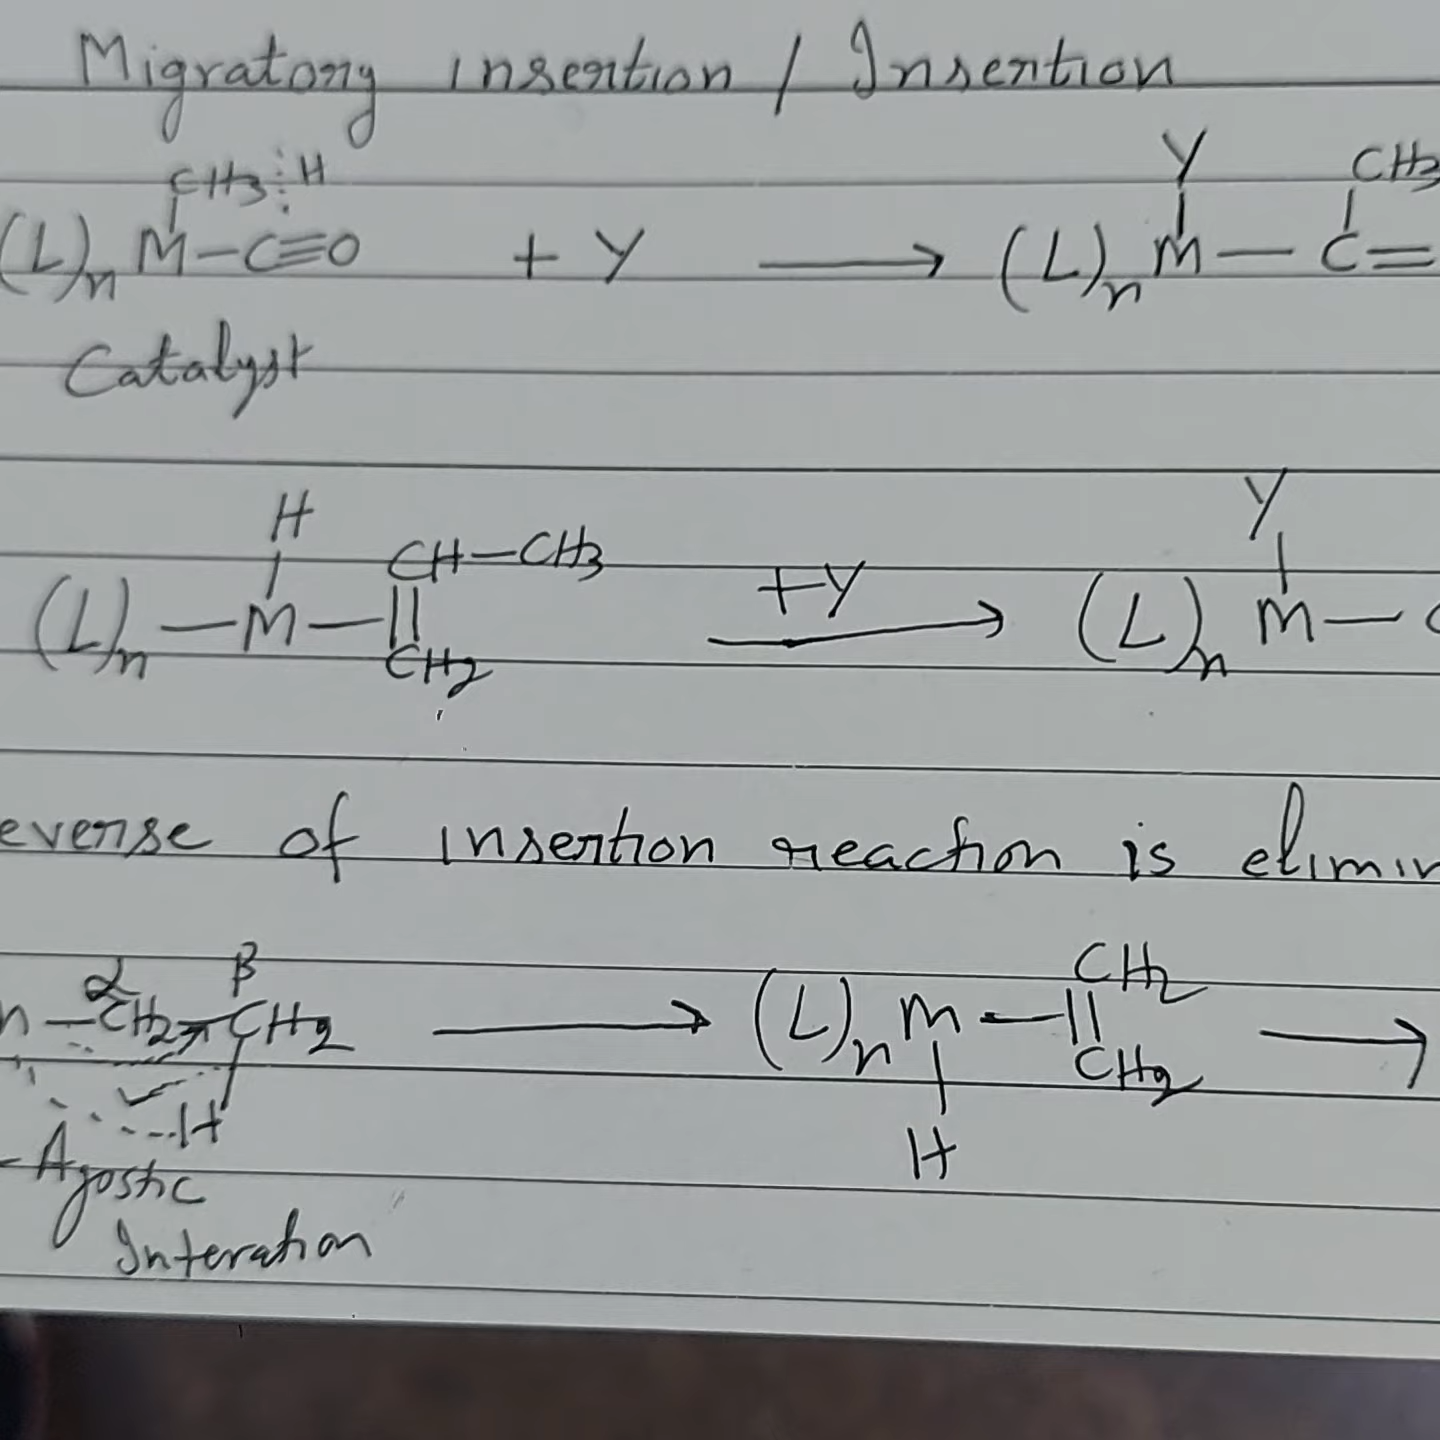 Migratory insertion / Insertion
CH3 H Y CH3
(L)n M-C≡O + Y ⟶ (L)n M — C=
Catalyst
H Y
CH-CH3 +Y
(L)n — M — || ⟶ (L)n M —
CH2
everse of insertion reaction is elimin
α β CH2
CH2 - CH2 ⟶ (L)n M — || ⟶
CH2
H H
- Agostic
Interation